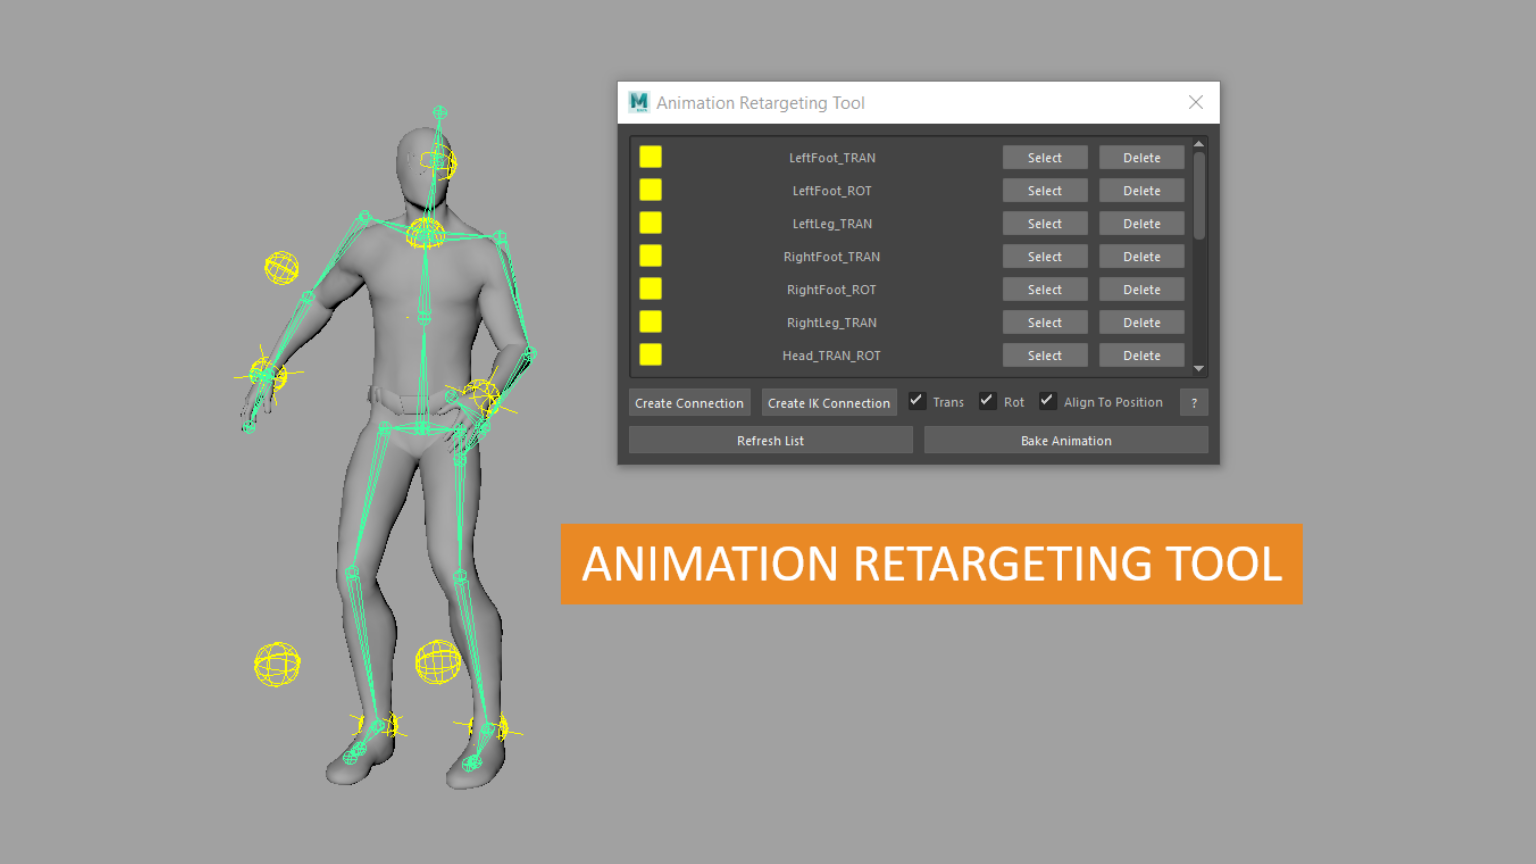 M Animation Retargeting Tool
LeftFoot_TRAN Select Delete
LeftFoot_ROT Select Delete
LeftLeg_TRAN Select Delete
RightFoot_TRAN Select Delete
RightFoot_ROT Select Delete
RightLeg_TRAN Select Delete
Head_TRAN_ROT Select Delete
Create Connection Create IK Connection Trans Rot Align To Position ?
Refresh List Bake Animation
ANIMATION RETARGETING TOOL